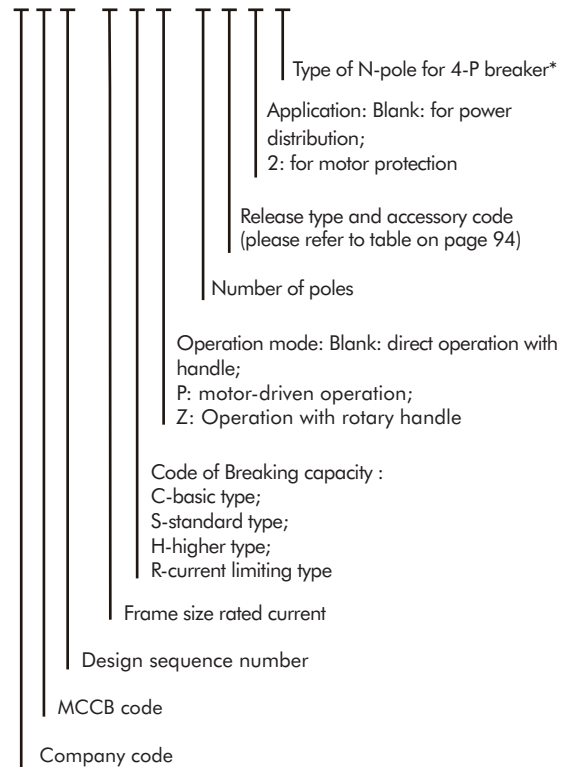 Type of N-pole for 4-P breaker*
Application: Blank: for power
distribution;
2: for motor protection
Release type and accessory code
(please refer to table on page 94)
Number of poles
Operation mode: Blank: direct operation with
handle;
P: motor-driven operation;
Z: Operation with rotary handle
Code of Breaking capacity :
C-basic type;
S-standard type;
H-higher type;
R-current limiting type
Frame size rated current
Design sequence number
MCCB code
Company code